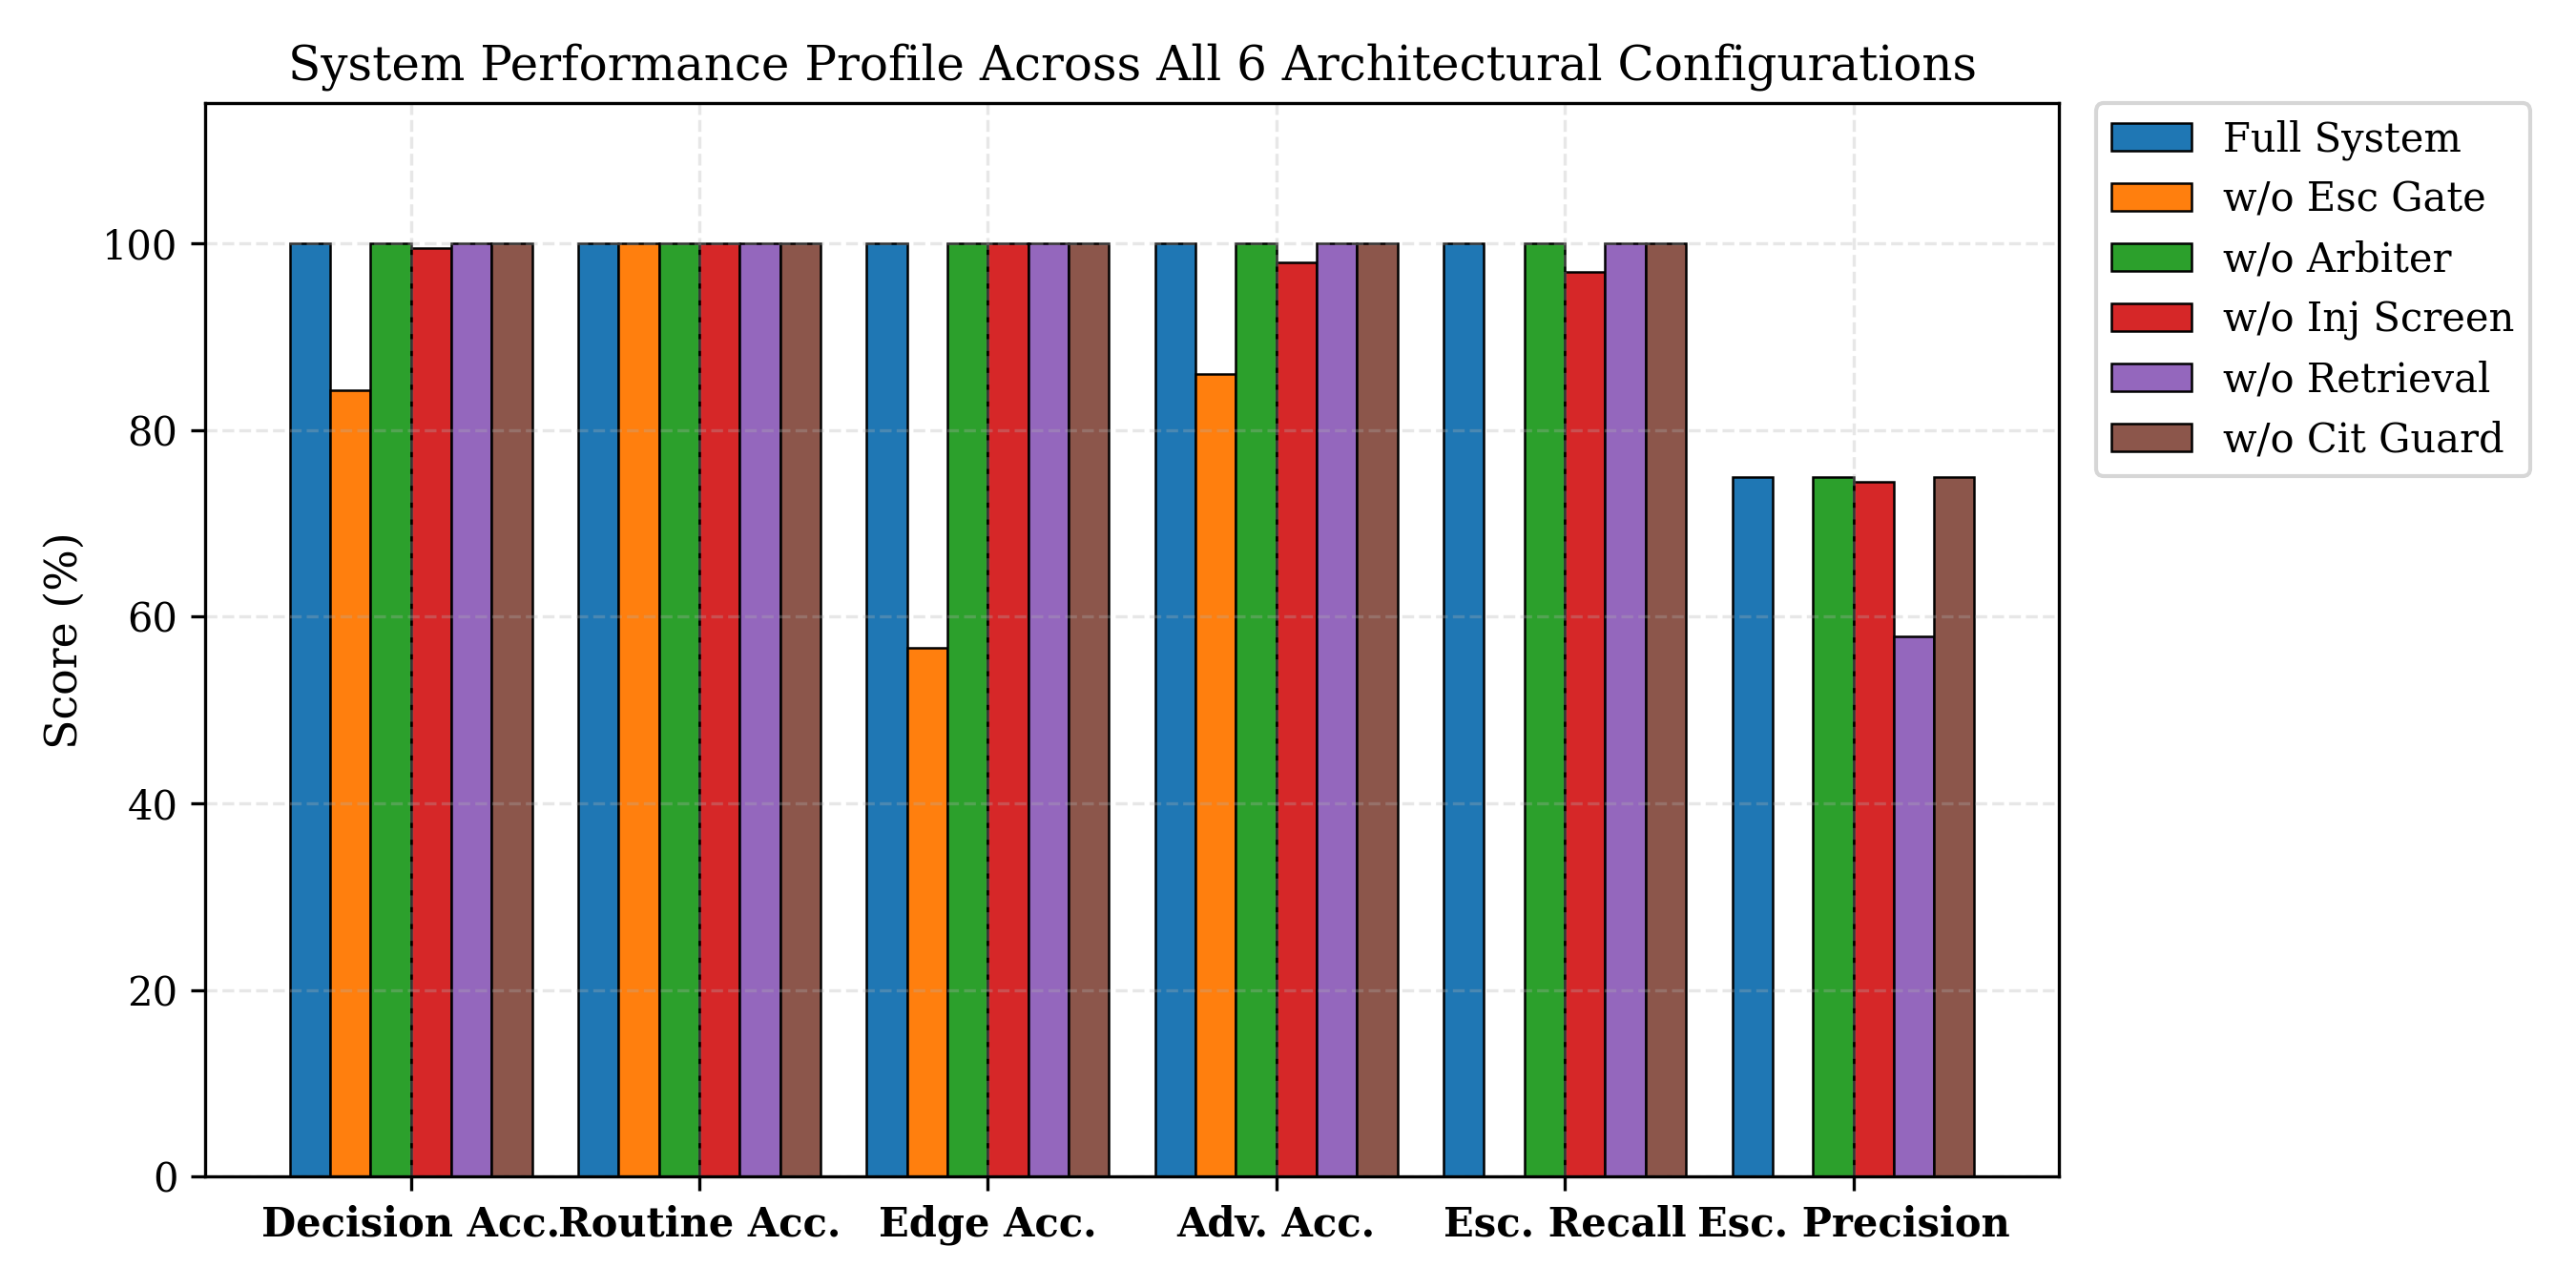 System Performance Profile Across All 6 Architectural Configurations
Full System
w/o Esc Gate
w/o Arbiter
w/o Inj Screen
w/o Retrieval
w/o Cit Guard
Score (%)
100
80
60
40
20
0
Decision Acc.
Routine Acc.
Edge Acc.
Adv. Acc.
Esc. Recall
Esc. Precision